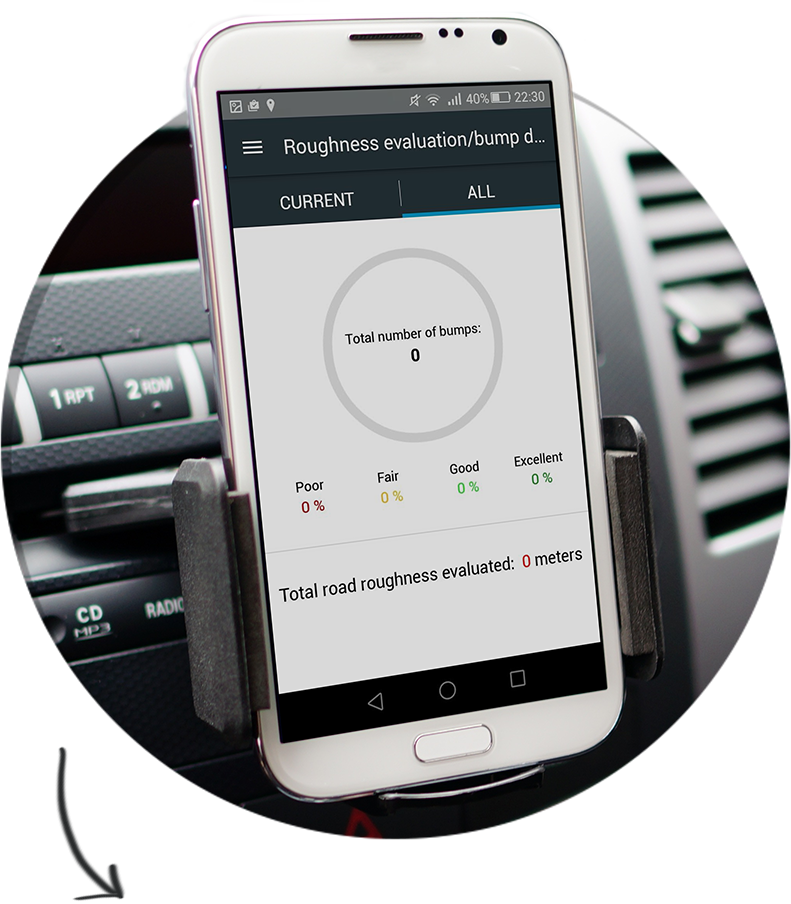 40% 22:30
Roughness evaluation/bump d...
CURRENT ALL
Total number of bumps:
0
Poor Fair Good Excellent
0 % 0 % 0 % 0 %
Total road roughness evaluated: 0 meters
1 RPT 2 RDM
CD RADIO
MP3